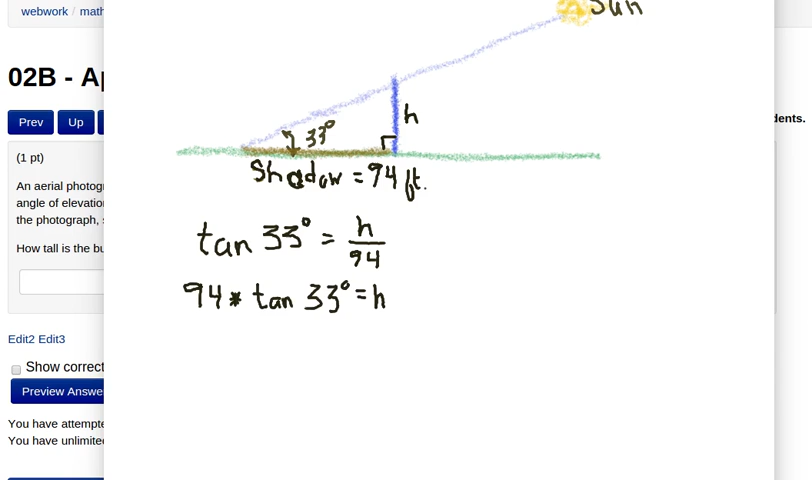 webwork / math
Sun
02B - Ap
Prev Up
dents.
(1 pt)
An aerial photogr
angle of elevation
the photograph, s
How tall is the bu
h
33°
Shadow = 94 ft.
tan 33° = h/94
94 * tan 33° = h
Edit2 Edit3
Show correct
Preview Answe
You have attempte
You have unlimite